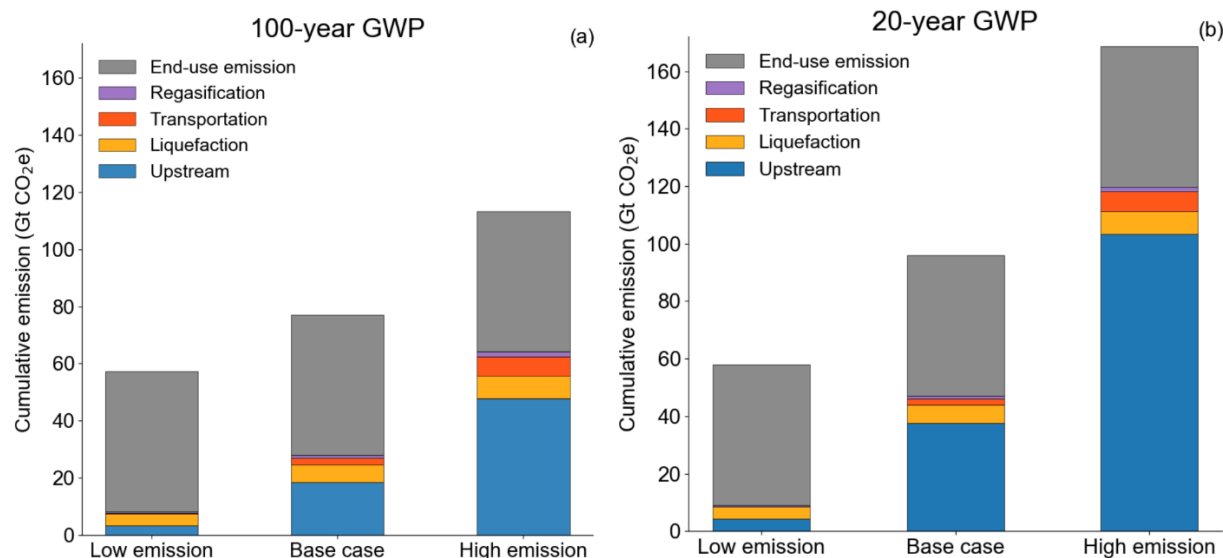 100-year GWP
(a)
Cumulative emission (Gt CO₂e)
160
140
120
100
80
60
40
20
0
End-use emission
Regasification
Transportation
Liquefaction
Upstream
Low emission
Base case
High emission
20-year GWP
(b)
Cumulative emission (Gt CO₂e)
160
140
120
100
80
60
40
20
0
End-use emission
Regasification
Transportation
Liquefaction
Upstream
Low emission
Base case
High emission